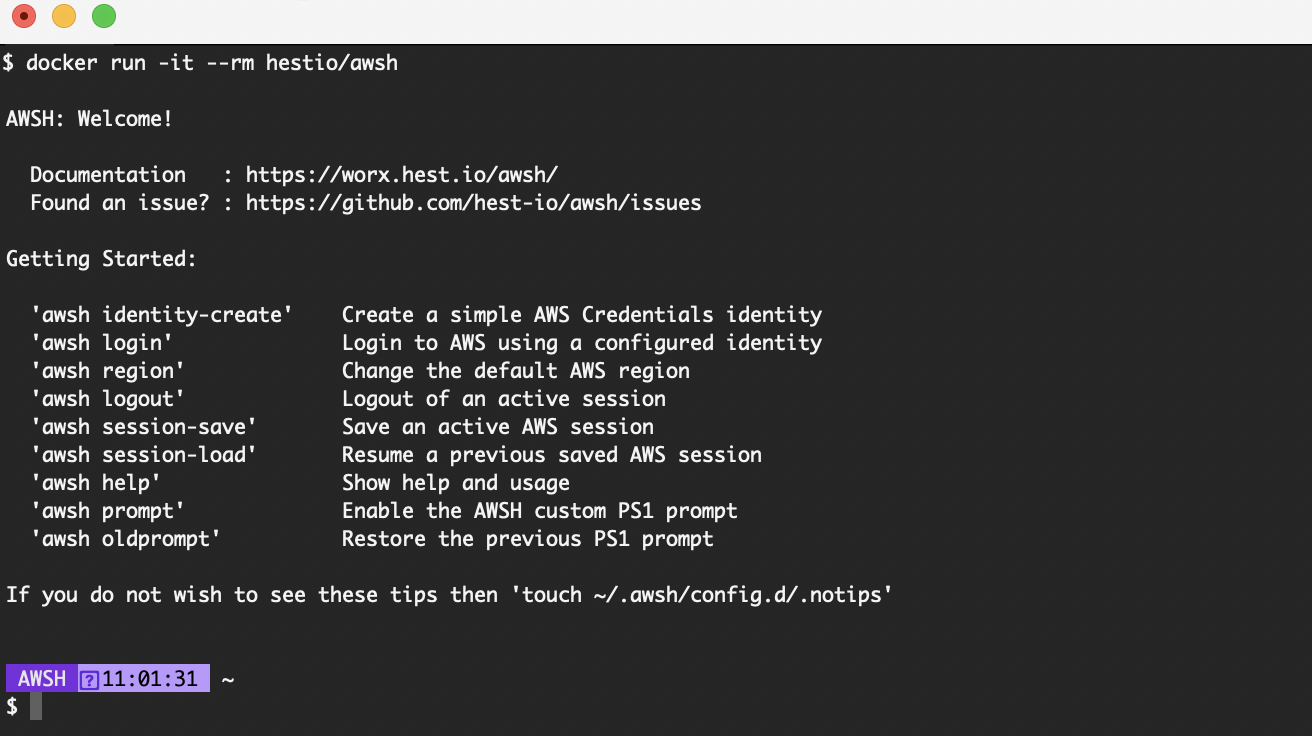 $ docker run -it --rm hestio/awsh
AWSH: Welcome!
Documentation   : https://worx.hest.io/awsh/
Found an issue? : https://github.com/hest-io/awsh/issues
Getting Started:
'awsh identity-create'    Create a simple AWS Credentials identity
'awsh login'              Login to AWS using a configured identity
'awsh region'             Change the default AWS region
'awsh logout'             Logout of an active session
'awsh session-save'       Save an active AWS session
'awsh session-load'       Resume a previous saved AWS session
'awsh help'               Show help and usage
'awsh prompt'             Enable the AWSH custom PS1 prompt
'awsh oldprompt'          Restore the previous PS1 prompt
If you do not wish to see these tips then 'touch ~/.awsh/config.d/.notips'
AWSH ?11:01:31 ~
$